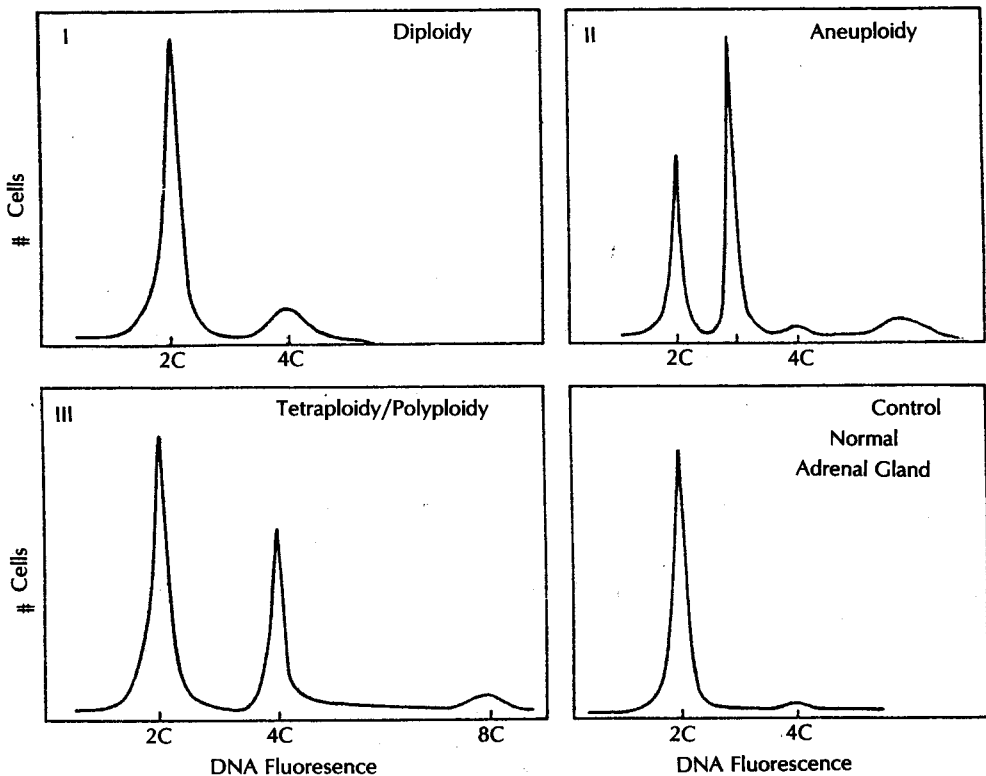 I
Diploidy
# Cells
2C
4C
II
Aneuploidy
2C
4C
III
Tetraploidy/Polyploidy
# Cells
2C
4C
8C
DNA Fluoresence
Control
Normal
Adrenal Gland
2C
4C
DNA Fluorescence